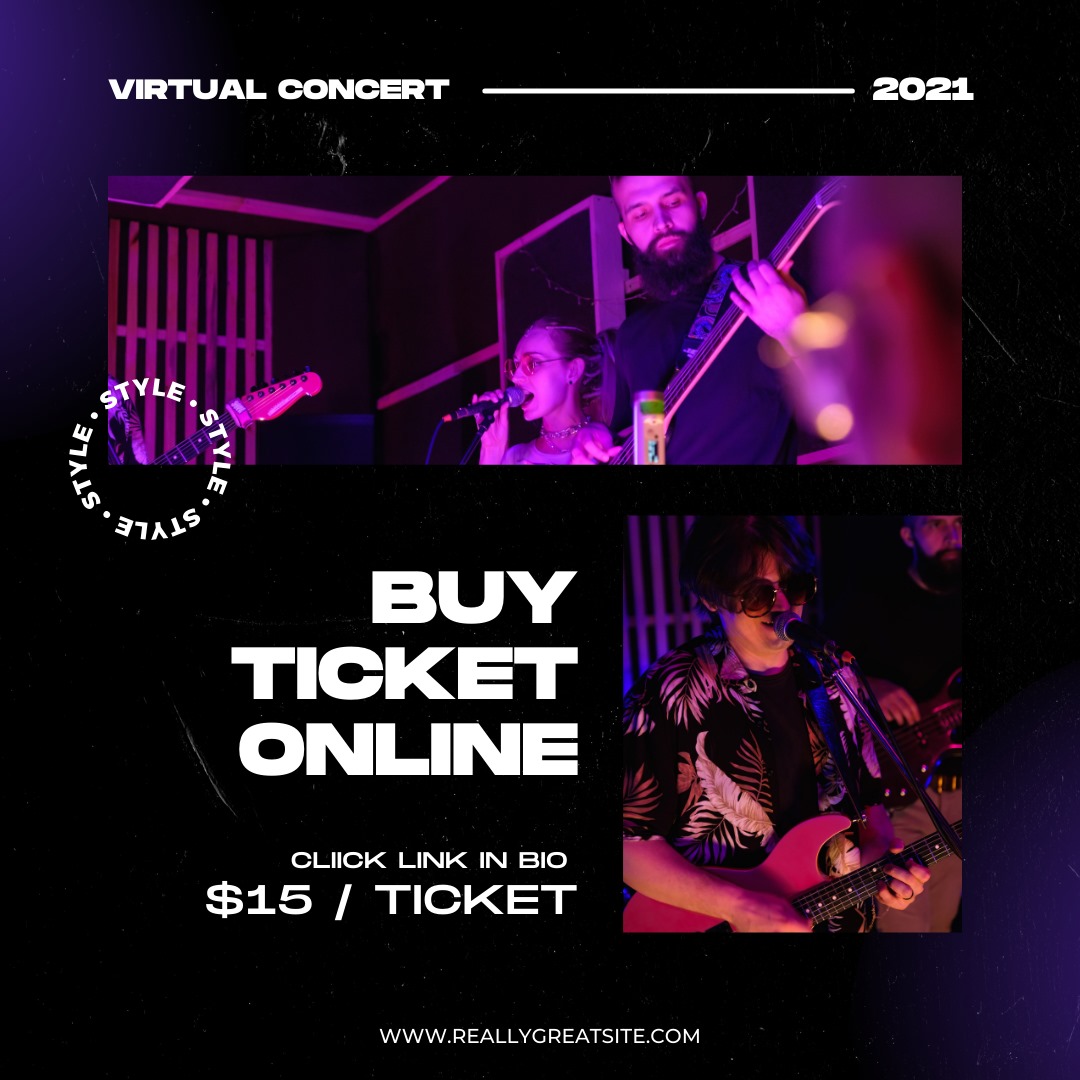 VIRTUAL CONCERT 2021
STYLE • STYLE • STYLE • STYLE •
BUY
TICKET
ONLINE
CLIICK LINK IN BIO
$15 / TICKET
WWW.REALLYGREATSITE.COM